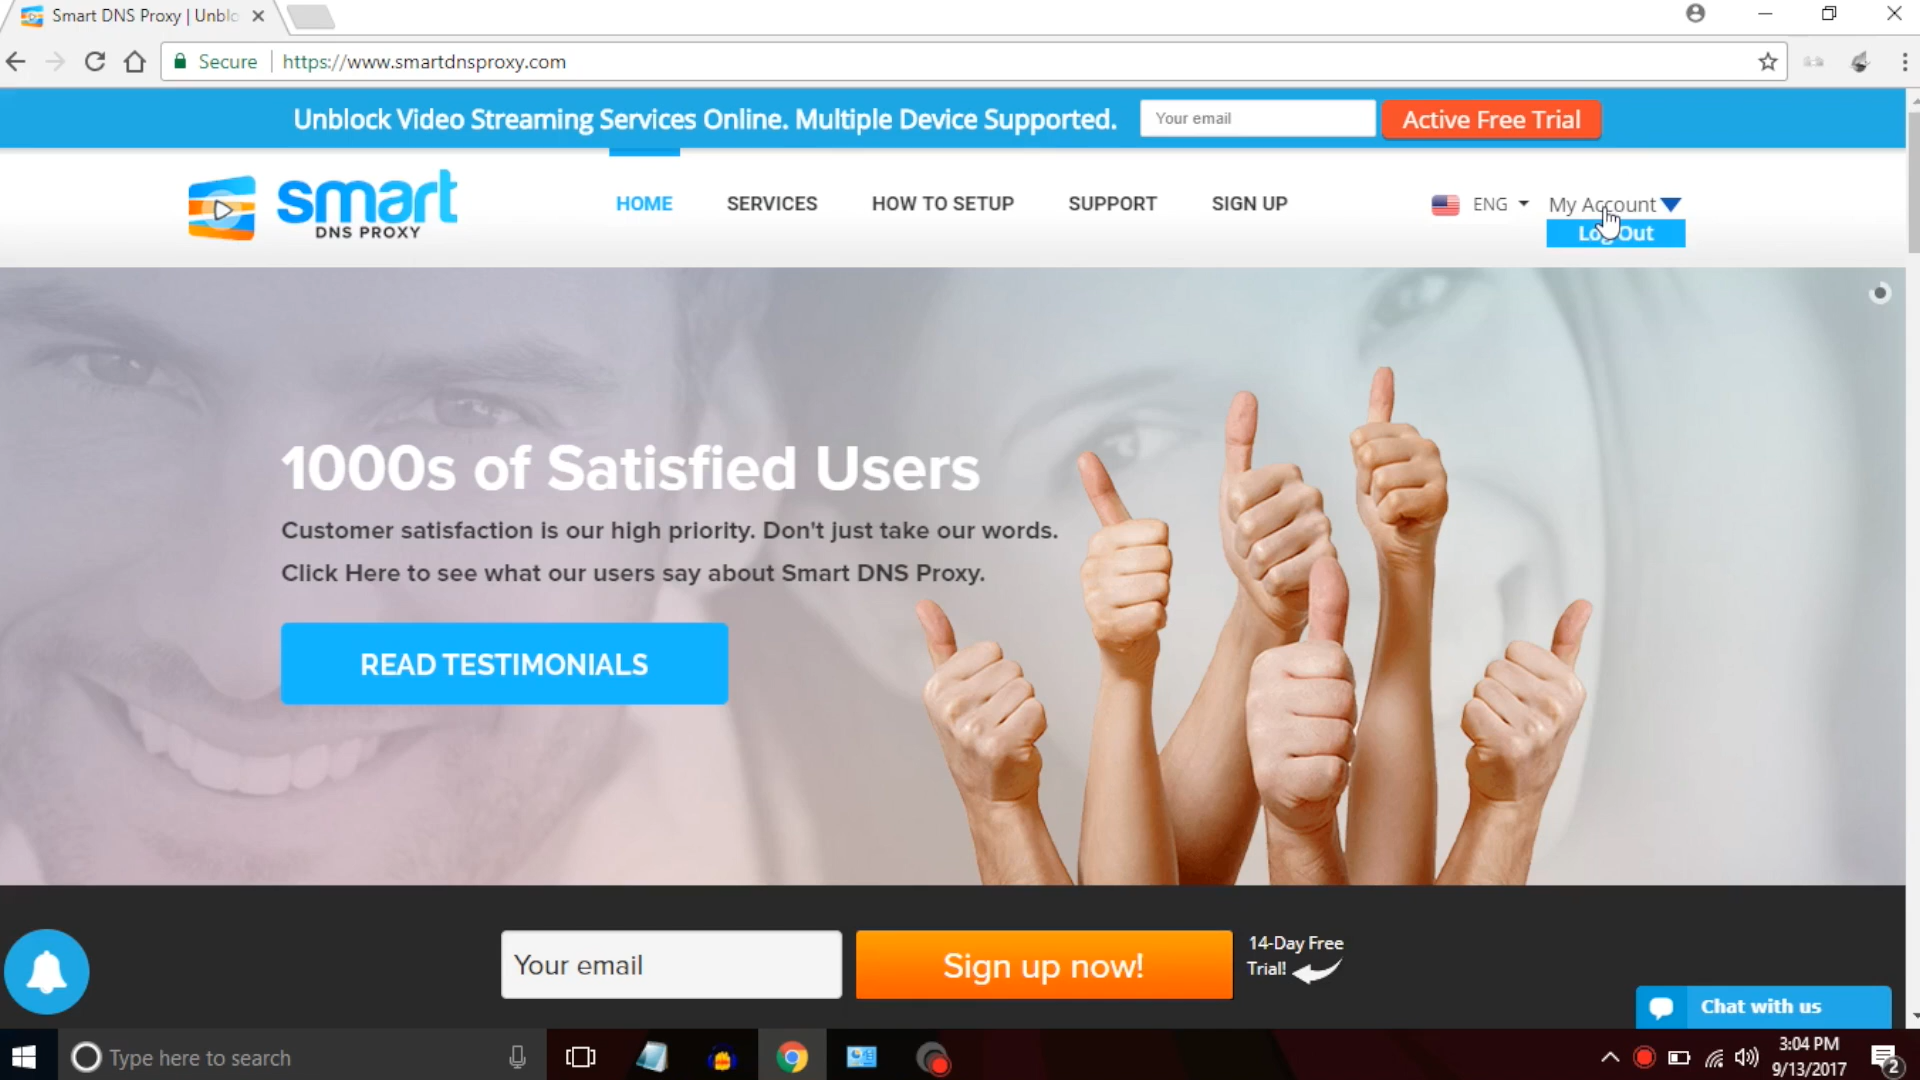 Smart DNS Proxy | Unblo
Secure
https://www.smartdnsproxy.com
Unblock Video Streaming Services Online. Multiple Device Supported.
Your email
Active Free Trial
smart
DNS PROXY
HOME
SERVICES
HOW TO SETUP
SUPPORT
SIGN UP
ENG
My Account
Log Out
1000s of Satisfied Users
Customer satisfaction is our high priority. Don't just take our words.
Click Here to see what our users say about Smart DNS Proxy.
READ TESTIMONIALS
Your email
Sign up now!
14-Day Free
Trial!
Chat with us
Type here to search
3:04 PM
9/13/2017
2